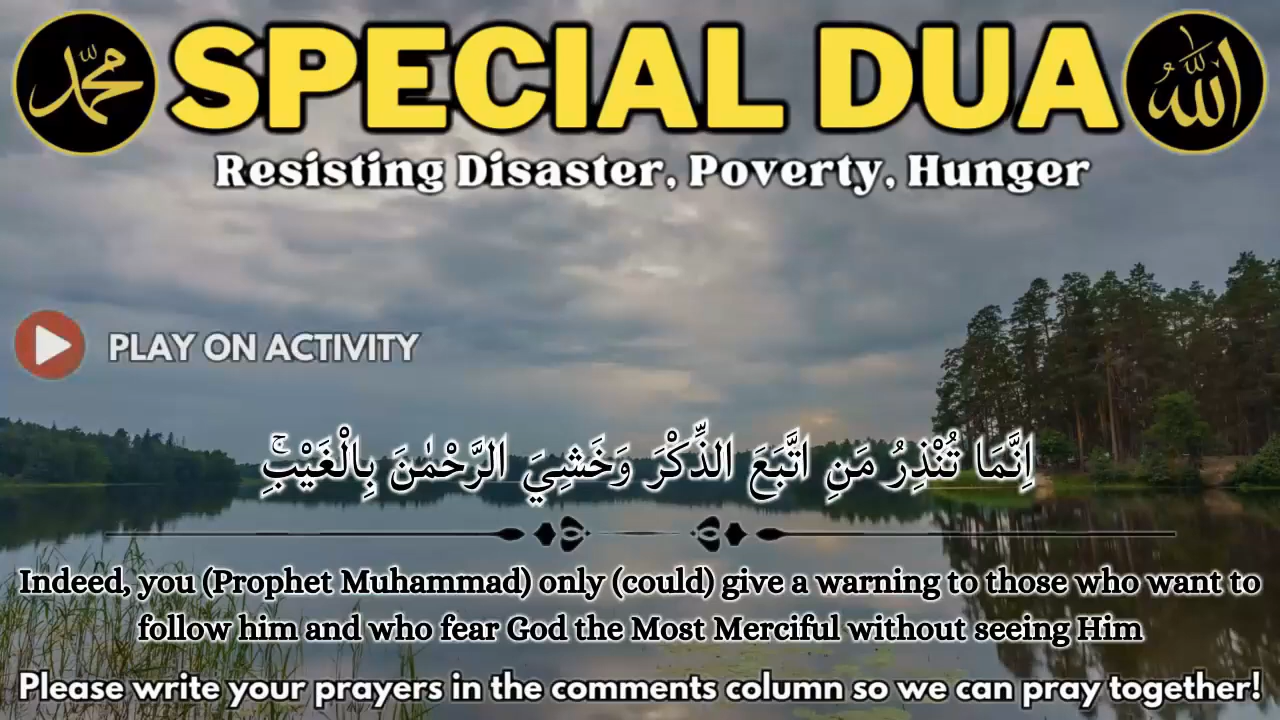 محمد
SPECIAL DUA
الله
Resisting Disaster, Poverty, Hunger
PLAY ON ACTIVITY
اِنَّمَا تُنْذِرُ مَنِ اتَّبَعَ الذِّكْرَ وَخَشِيَ الرَّحْمٰنَ بِالْغَيْبِۚ
Indeed, you (Prophet Muhammad) only (could) give a warning to those who want to
follow him and who fear God the Most Merciful without seeing Him
Please write your prayers in the comments column so we can pray together!